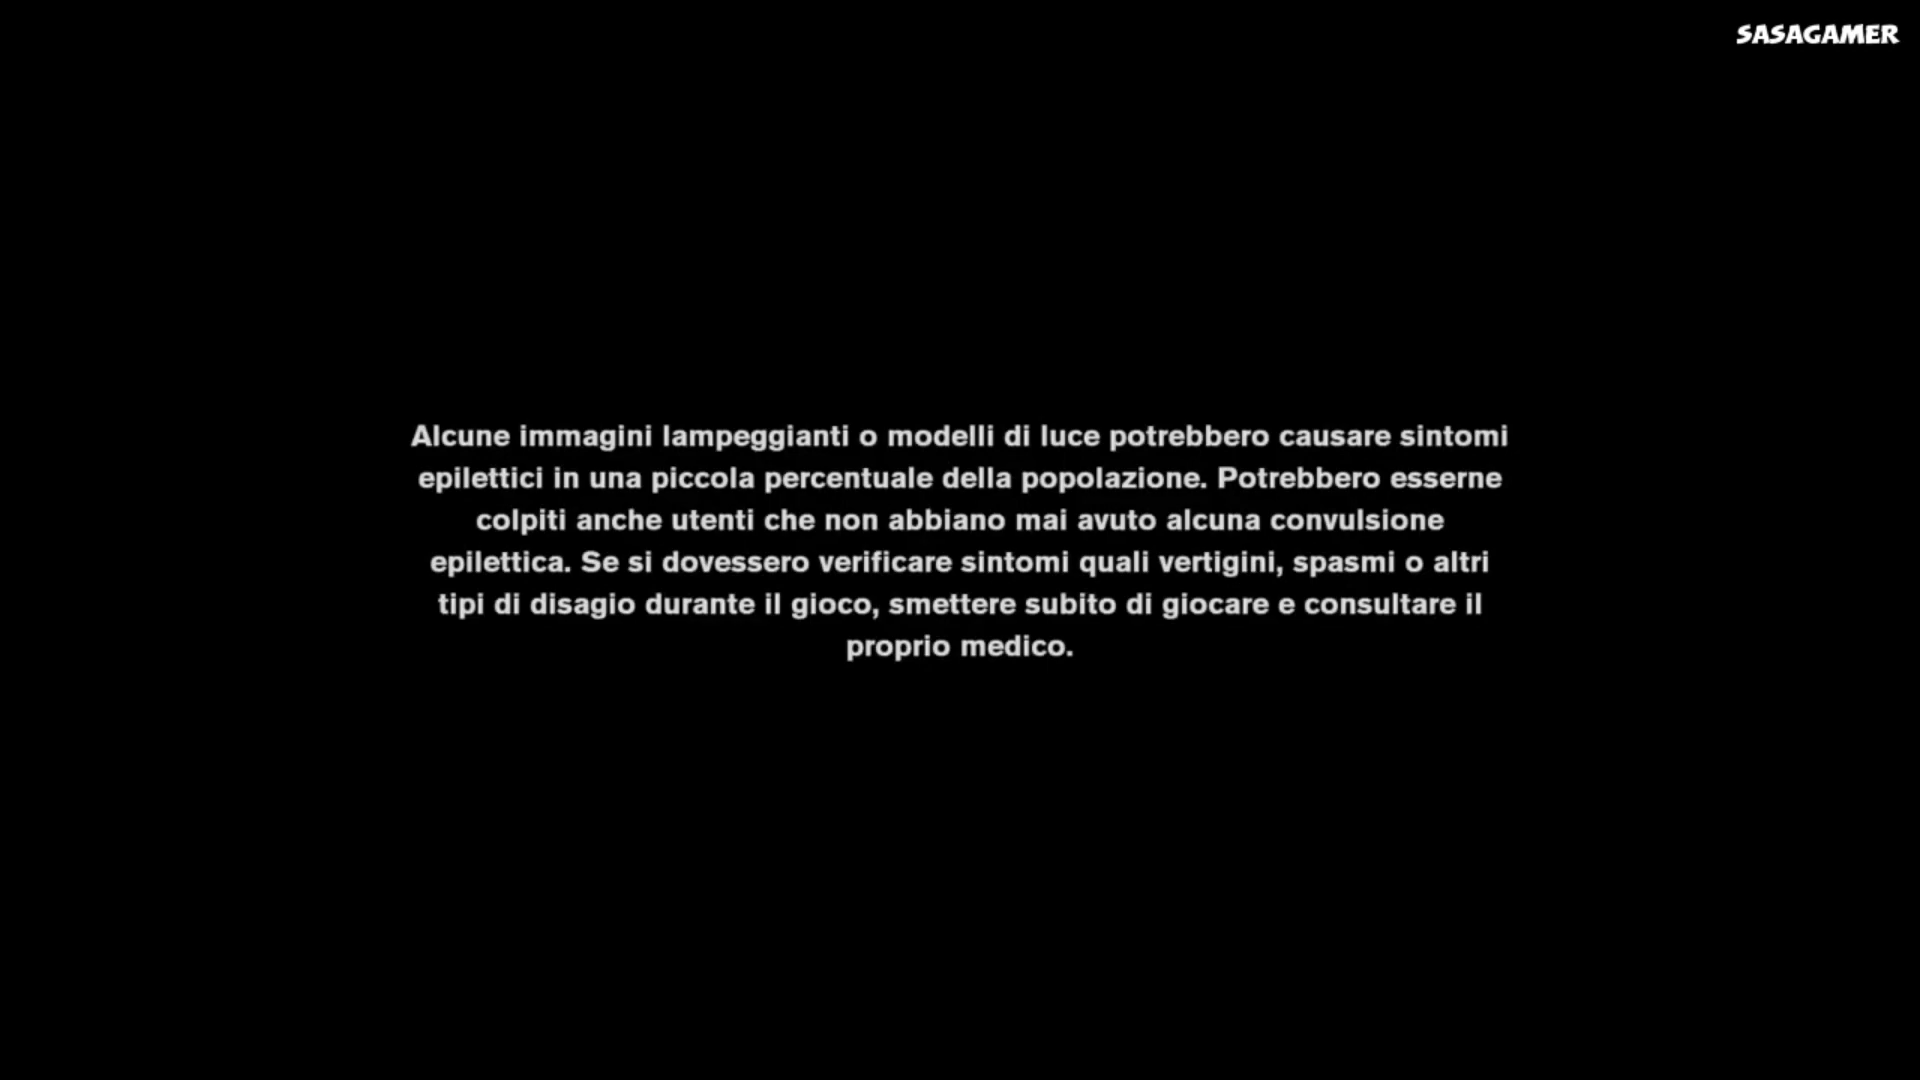 SASAGAMER
Alcune immagini lampeggianti o modelli di luce potrebbero causare sintomi
epilettici in una piccola percentuale della popolazione. Potrebbero esserne
colpiti anche utenti che non abbiano mai avuto alcuna convulsione
epilettica. Se si dovessero verificare sintomi quali vertigini, spasmi o altri
tipi di disagio durante il gioco, smettere subito di giocare e consultare il
proprio medico.